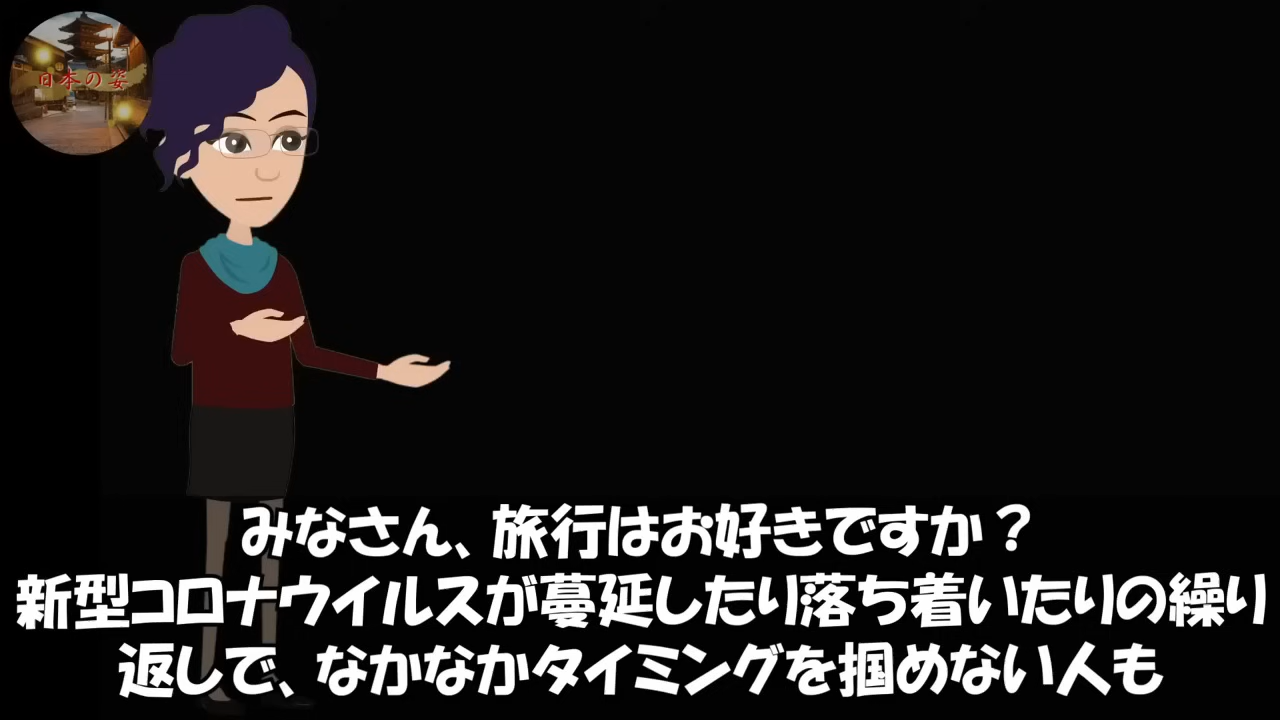 日本の姿
みなさん、旅行はお好きですか？
新型コロナウイルスが蔓延したり落ち着いたりの繰り
返しで、なかなかタイミングを掴めない人も